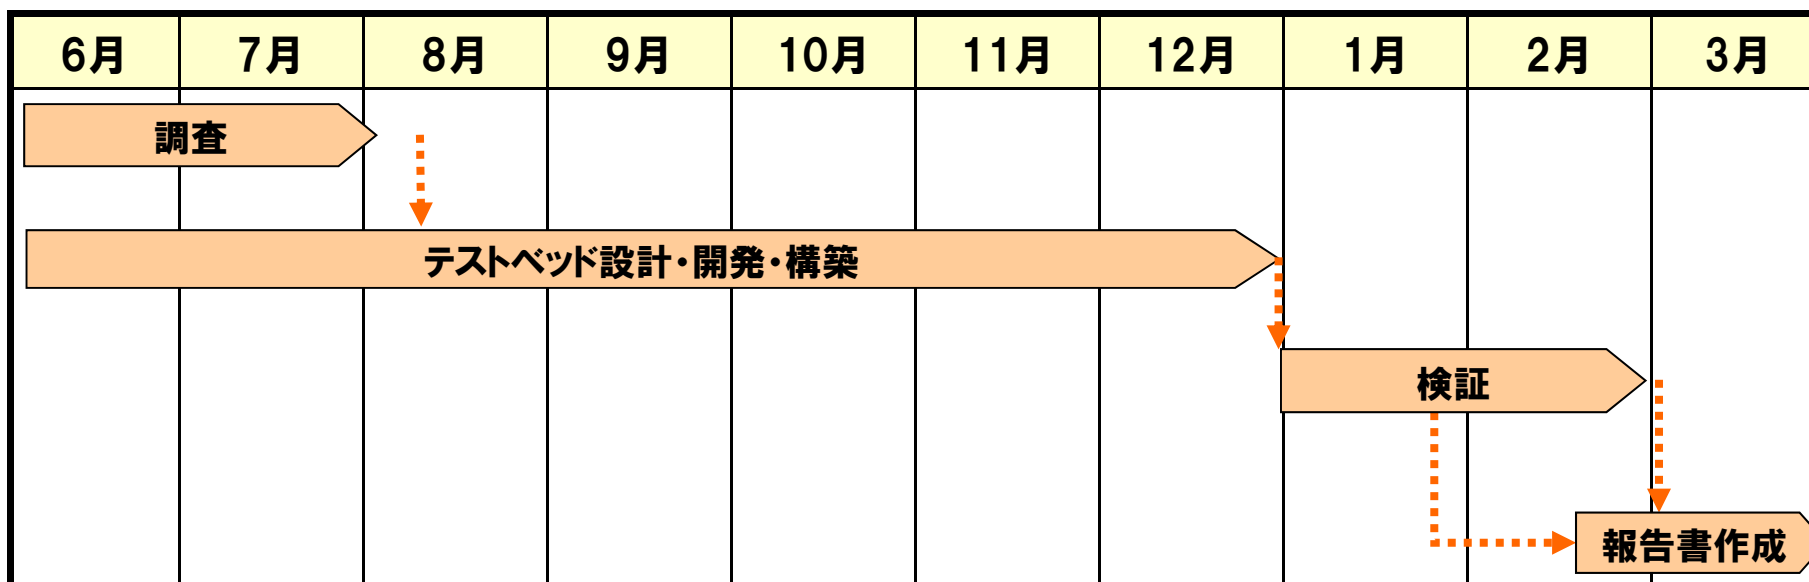 6月 7月 8月 9月 10月 11月 12月 1月 2月 3月
調査
テストベッド設計・開発・構築
検証
報告書作成